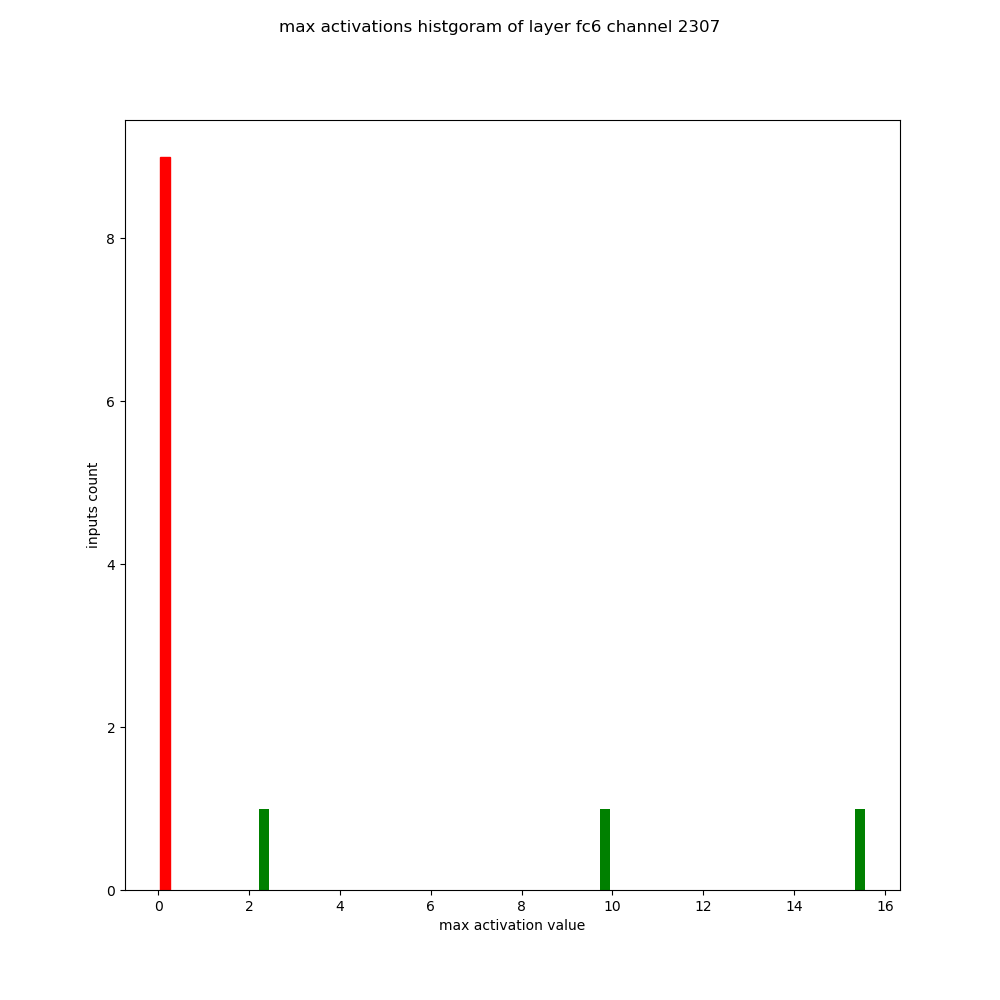 max activations histgoram of layer fc6 channel 2307
8
6
4
2
0
inputs count
0 2 4 6 8 10 12 14 16
max activation value